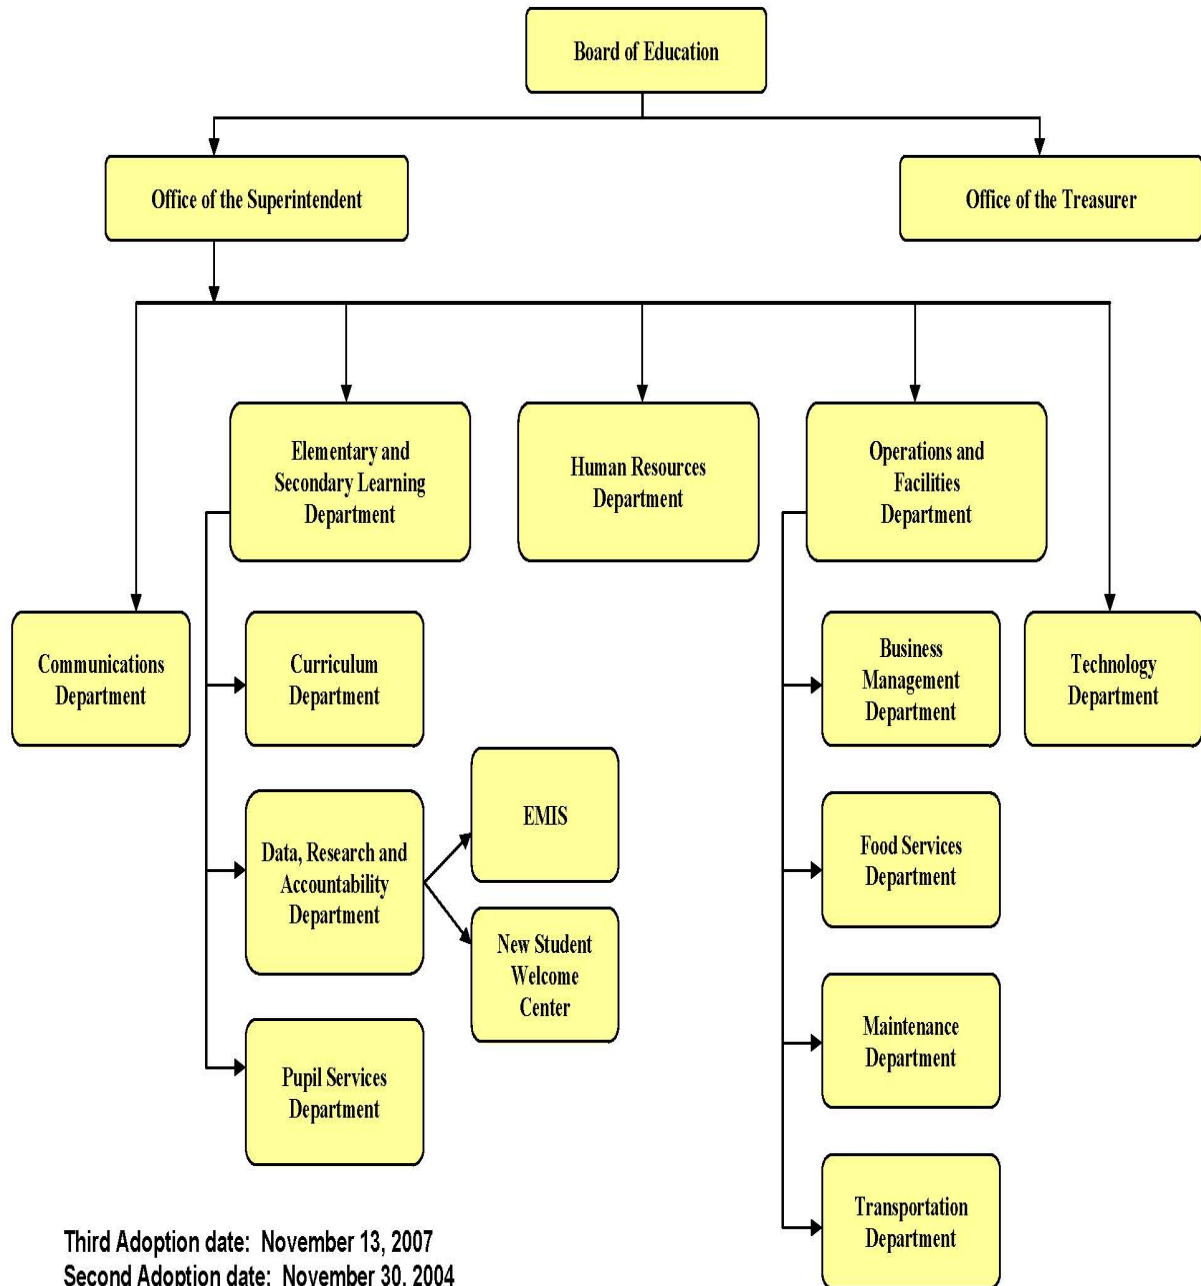 Board of Education
Office of the Superintendent
Office of the Treasurer
Elementary and
Secondary Learning
Department
Human Resources
Department
Operations and
Facilities
Department
Communications
Department
Curriculum
Department
Business
Management
Department
Technology
Department
EMIS
Data, Research and
Accountability
Department
Food Services
Department
New Student
Welcome
Center
Maintenance
Department
Pupil Services
Department
Transportation
Department
Third Adoption date: November 13, 2007
Second Adoption date: November 30, 2004